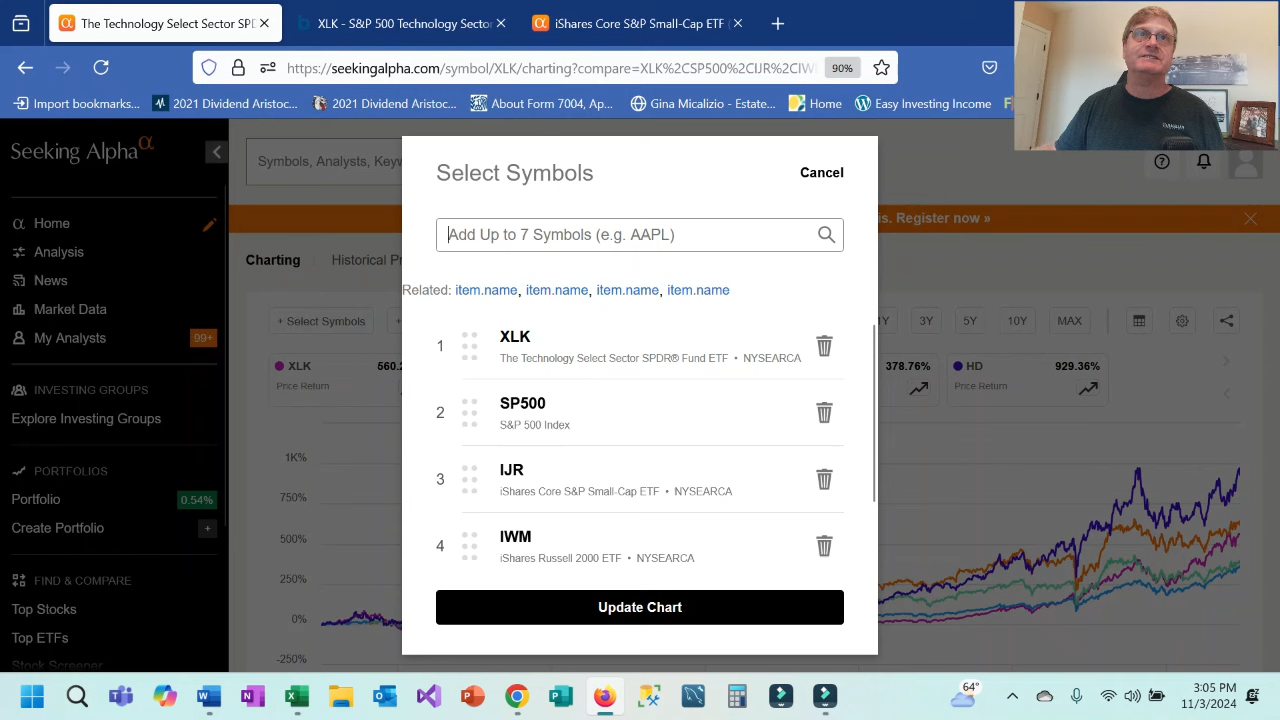 The Technology Select Sector SPD
XLK - S&P 500 Technology Sector
iShares Core S&P Small-Cap ETF (
https://seekingalpha.com/symbol/XLK/charting?compare=XLK%2CSP500%2CIJR%2CIW
90%
Import bookmarks...
2021 Dividend Aristoc...
2021 Dividend Aristoc...
About Form 7004, Ap...
Gina Micalizio - Estate...
Home
Easy Investing Income
Seeking Alpha α
Symbols, Analysts, Keyw
is. Register now »
Home
Analysis
News
Market Data
My Analysts
99+
INVESTING GROUPS
Explore Investing Groups
PORTFOLIOS
Portfolio
0.54%
Create Portfolio
+
FIND & COMPARE
Top Stocks
Top ETFs
Stock Screener
Charting
Historical Pr
+ Select Symbols
1Y
3Y
5Y
10Y
MAX
XLK
560.2
Price Return
378.76%
HD
929.36%
Price Return
1K%
750%
500%
250%
0%
-250%
Select Symbols
Cancel
Add Up to 7 Symbols (e.g. AAPL)
Related: item.name, item.name, item.name, item.name
1
XLK
The Technology Select Sector SPDR® Fund ETF • NYSEARCA
2
SP500
S&P 500 Index
3
IJR
iShares Core S&P Small-Cap ETF • NYSEARCA
4
IWM
iShares Russell 2000 ETF • NYSEARCA
Update Chart
64°
3:05 PM
11/3/2024